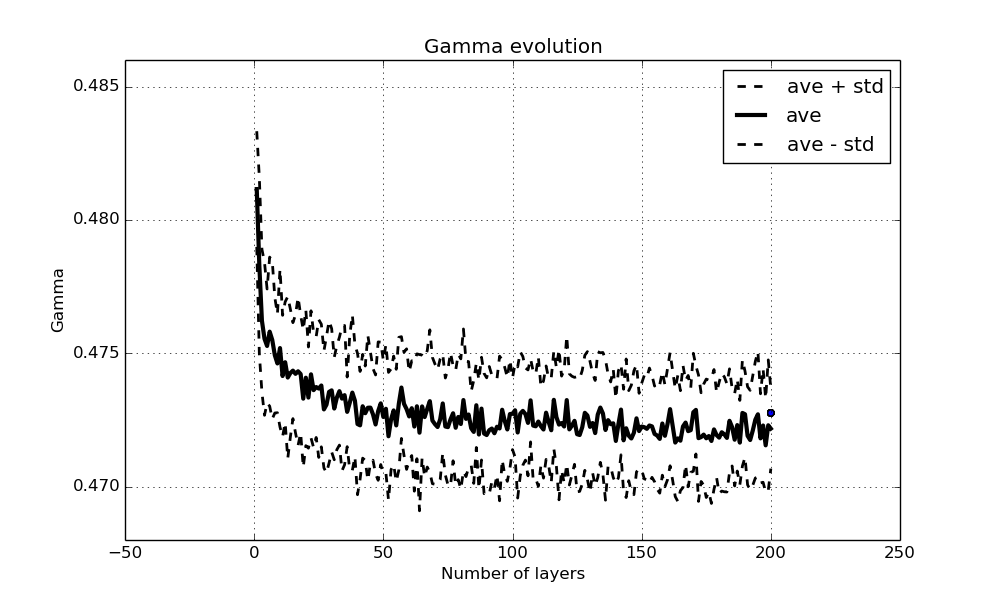 Gamma evolution
0.485
0.480
0.475
0.470
Gamma
ave + std
ave
ave - std
−50
0
50
100
150
200
250
Number of layers